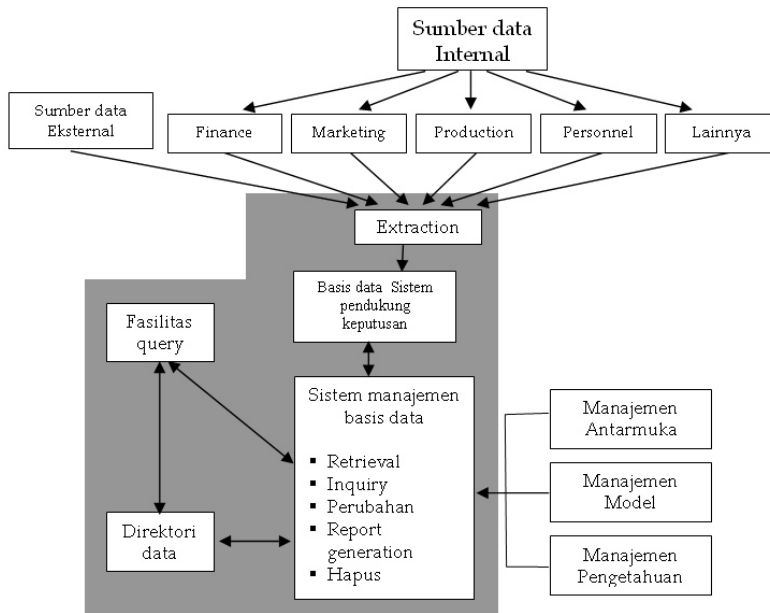 Sumber data
Internal
Sumber data
Eksternal
Finance
Marketing
Production
Personnel
Lainnya
Extraction
Basis data Sistem
pendukung
keputusan
Fasilitas
query
Sistem manajemen
basis data
▪ Retrieval
▪ Inquiry
▪ Perubahan
▪ Report
generation
▪ Hapus
Direktori
data
Manajemen
Antarmuka
Manajemen
Model
Manajemen
Pengetahuan